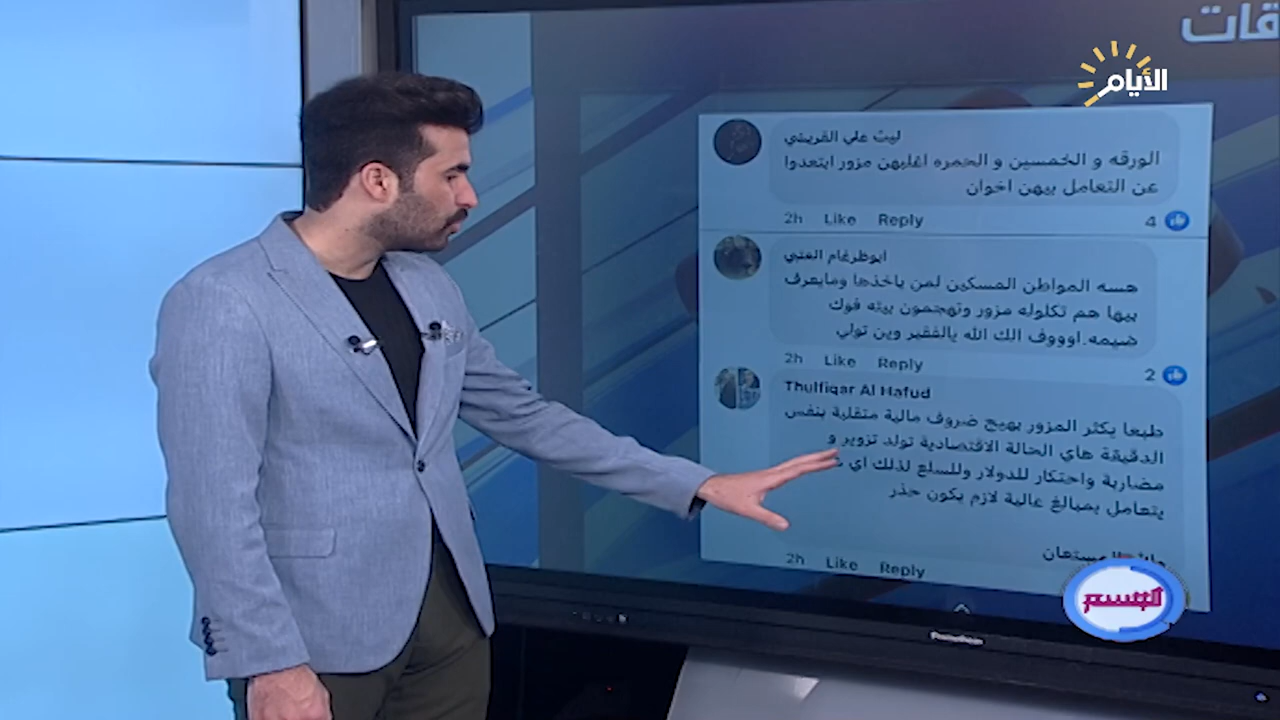 قات
الأيام
ليث علي القريشي
الورقه و الخمسين و الحمره اغلبهن مزور ابتعدوا
عن التعامل بيهن اخوان
2h Like Reply 4
ابوظرغام العتبي
هسه المواطن المسكين لمن ياخذها ومايعرف
بيها هم تكلوله مزور وتهجمون بيته فوك
ضيمه.اوووف الك الله يالفقير وين تولي
2h Like Reply 2
Thulfiqar Al Hafud
طبعا يكثر المزور بهيج ضروف مالية متقلبة بنفس
الدقيقة هاي الحالة الاقتصادية تولد تزوير و
مضاربة واحتكار للدولار وللسلع لذلك اي
يتعامل بمبالغ عالية لازم يكون حذر
المستعان
2h Like Reply